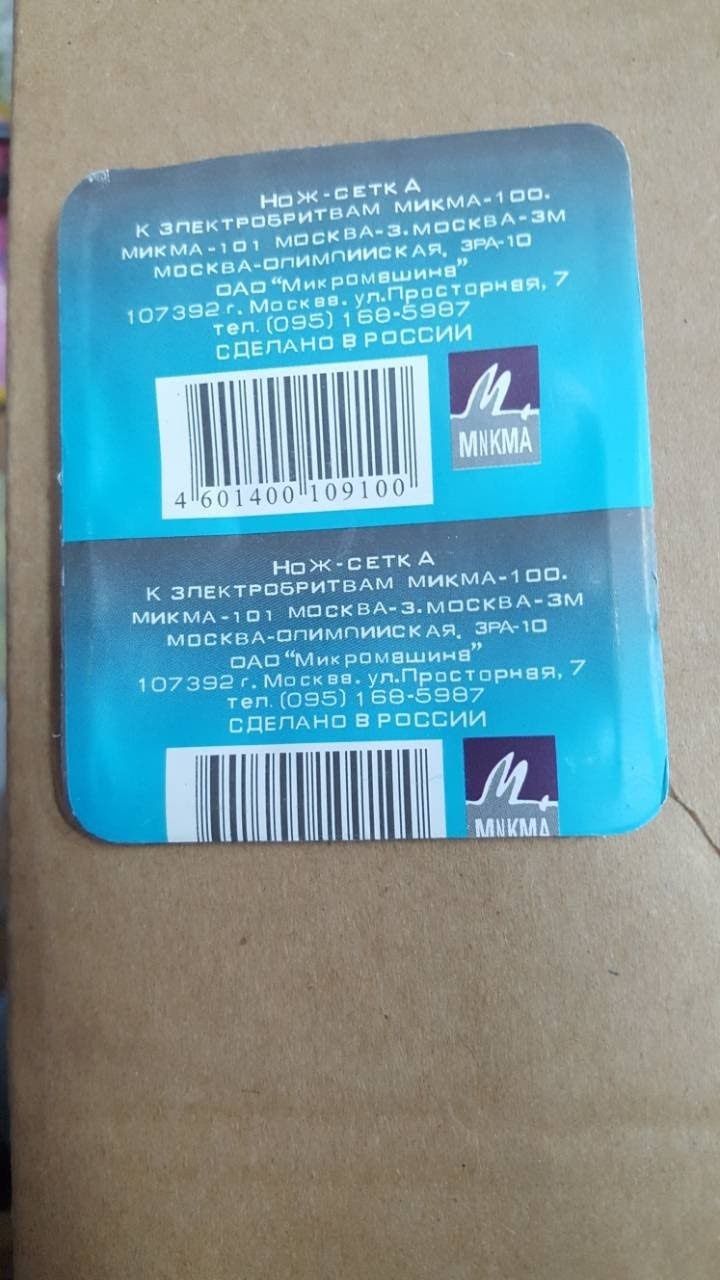 НОЖ-СЕТКА
К ЭЛЕКТРОБРИТВАМ МИКМА-100.
МИКМА-101 МОСКВА-3.МОСКВА-3М
МОСКВА-ОЛИМПИЙСКАЯ, ЭРА-10
ОАО "Микромашина"
107392 г. Москва. ул.Просторная, 7
тел. (095) 168-5987
СДЕЛАНО В РОССИИ
MNKMA
4 601400 109100
НОЖ-СЕТКА
К ЭЛЕКТРОБРИТВАМ МИКМА-100.
МИКМА-101 МОСКВА-3.МОСКВА-3М
МОСКВА-ОЛИМПИЙСКАЯ, ЭРА-10
ОАО "Микромашина"
107392 г. Москва. ул.Просторная, 7
тел. (095) 168-5987
СДЕЛАНО В РОССИИ
MNKMA